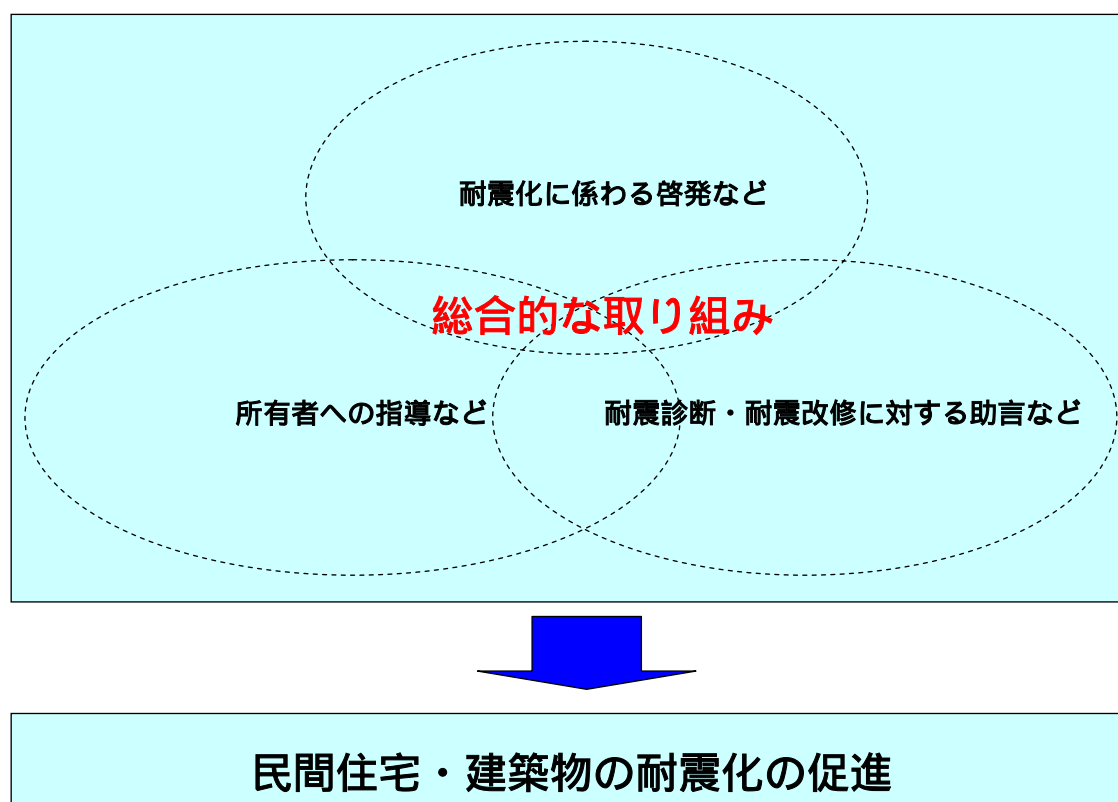 耐震化に係わる啓発など
総合的な取り組み
所有者への指導など
耐震診断・耐震改修に対する助言など
民間住宅・建築物の耐震化の促進